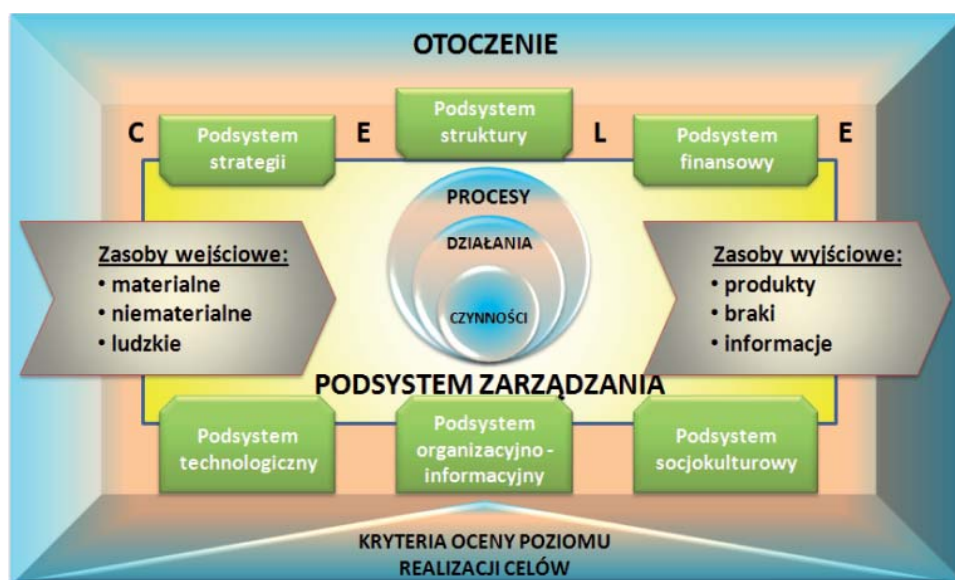 OTOCZENIE
C E L E
Podsystem
strategii
Podsystem
struktury
Podsystem
finansowy
PROCESY
DZIAŁANIA
CZYNNOŚCI
Zasoby wejściowe:
• materialne
• niematerialne
• ludzkie
Zasoby wyjściowe:
• produkty
• braki
• informacje
PODSYSTEM ZARZĄDZANIA
Podsystem
technologiczny
Podsystem
organizacyjno -
informacyjny
Podsystem
socjokulturowy
KRYTERIA OCENY POZIOMU
REALIZACJI CELÓW